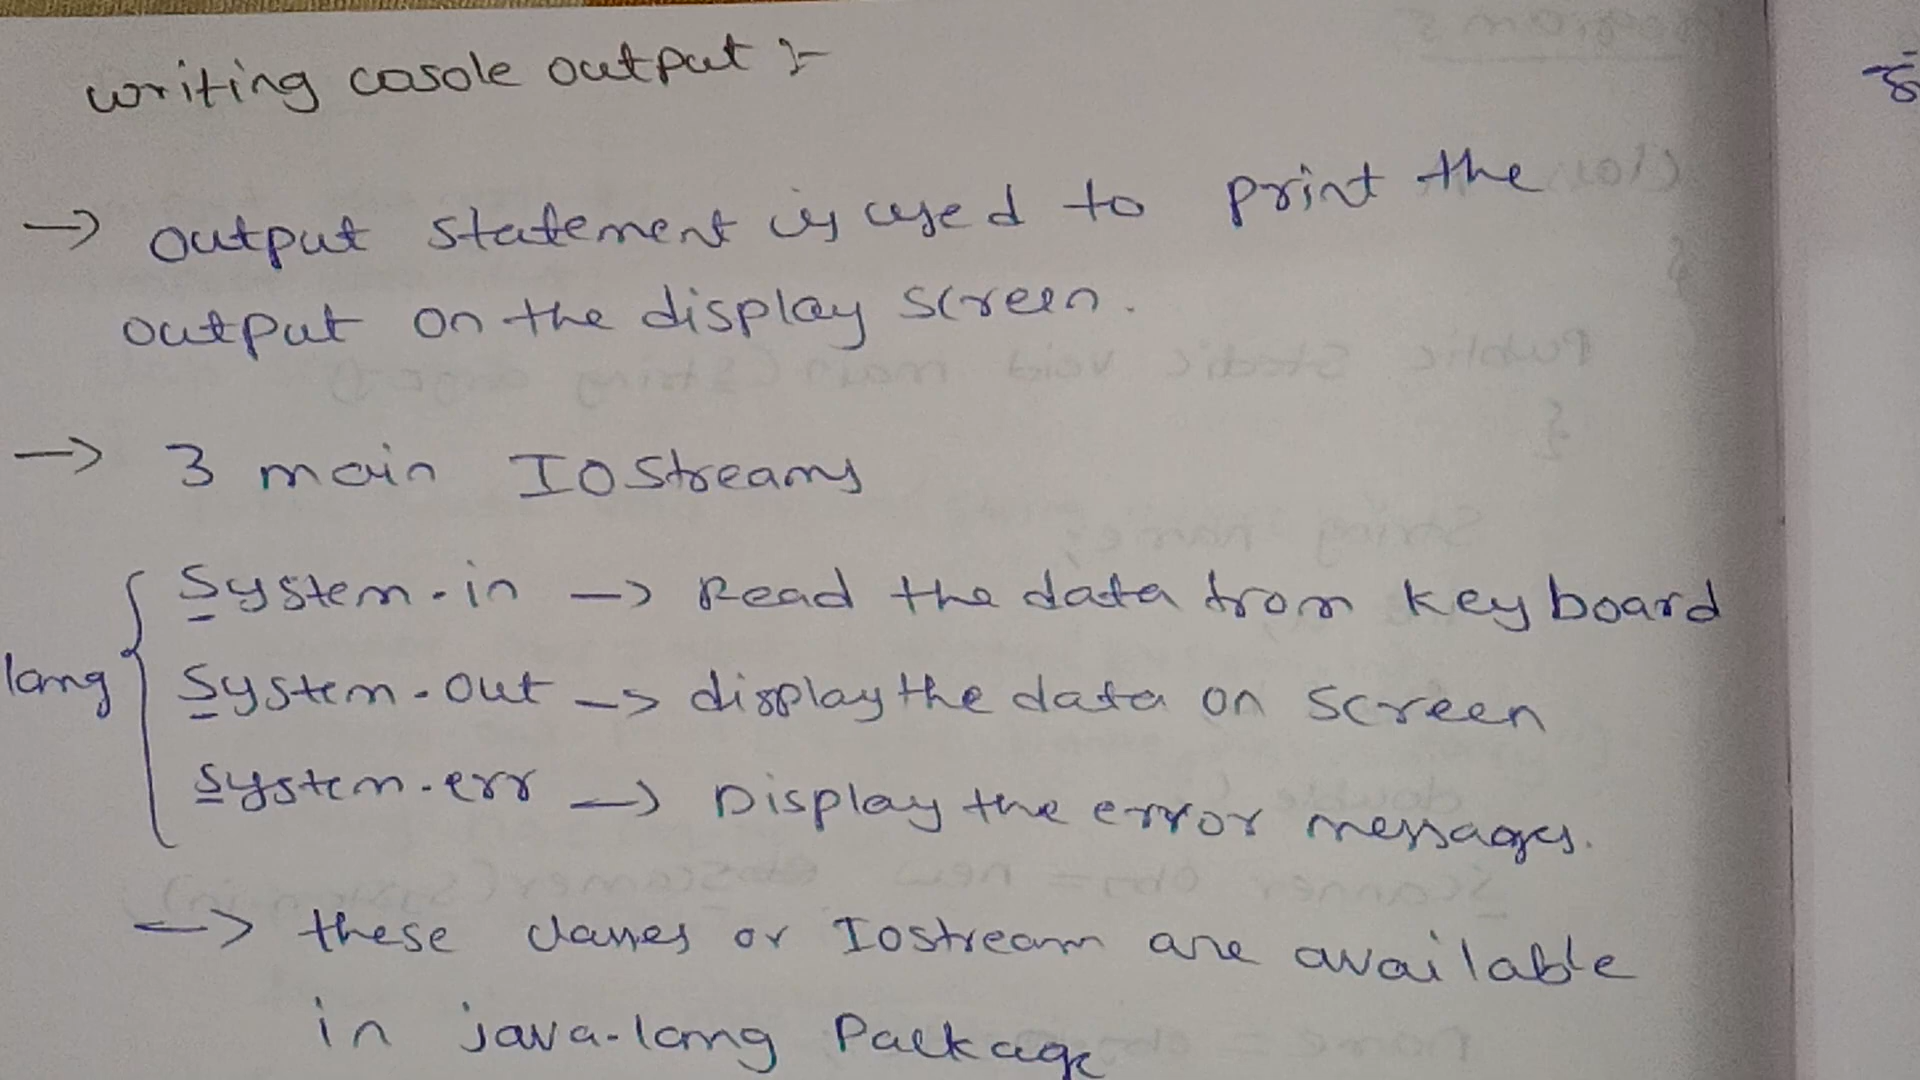 writing cosole output :-
→ output statement is used to print the
output on the display screen.
→ 3 main IOStreams
System.in → Read the data from keyboard
lang { System.out → display the data on screen
System.err → Display the error messages.
→ these classes or Iostream are available
in java.lang Package